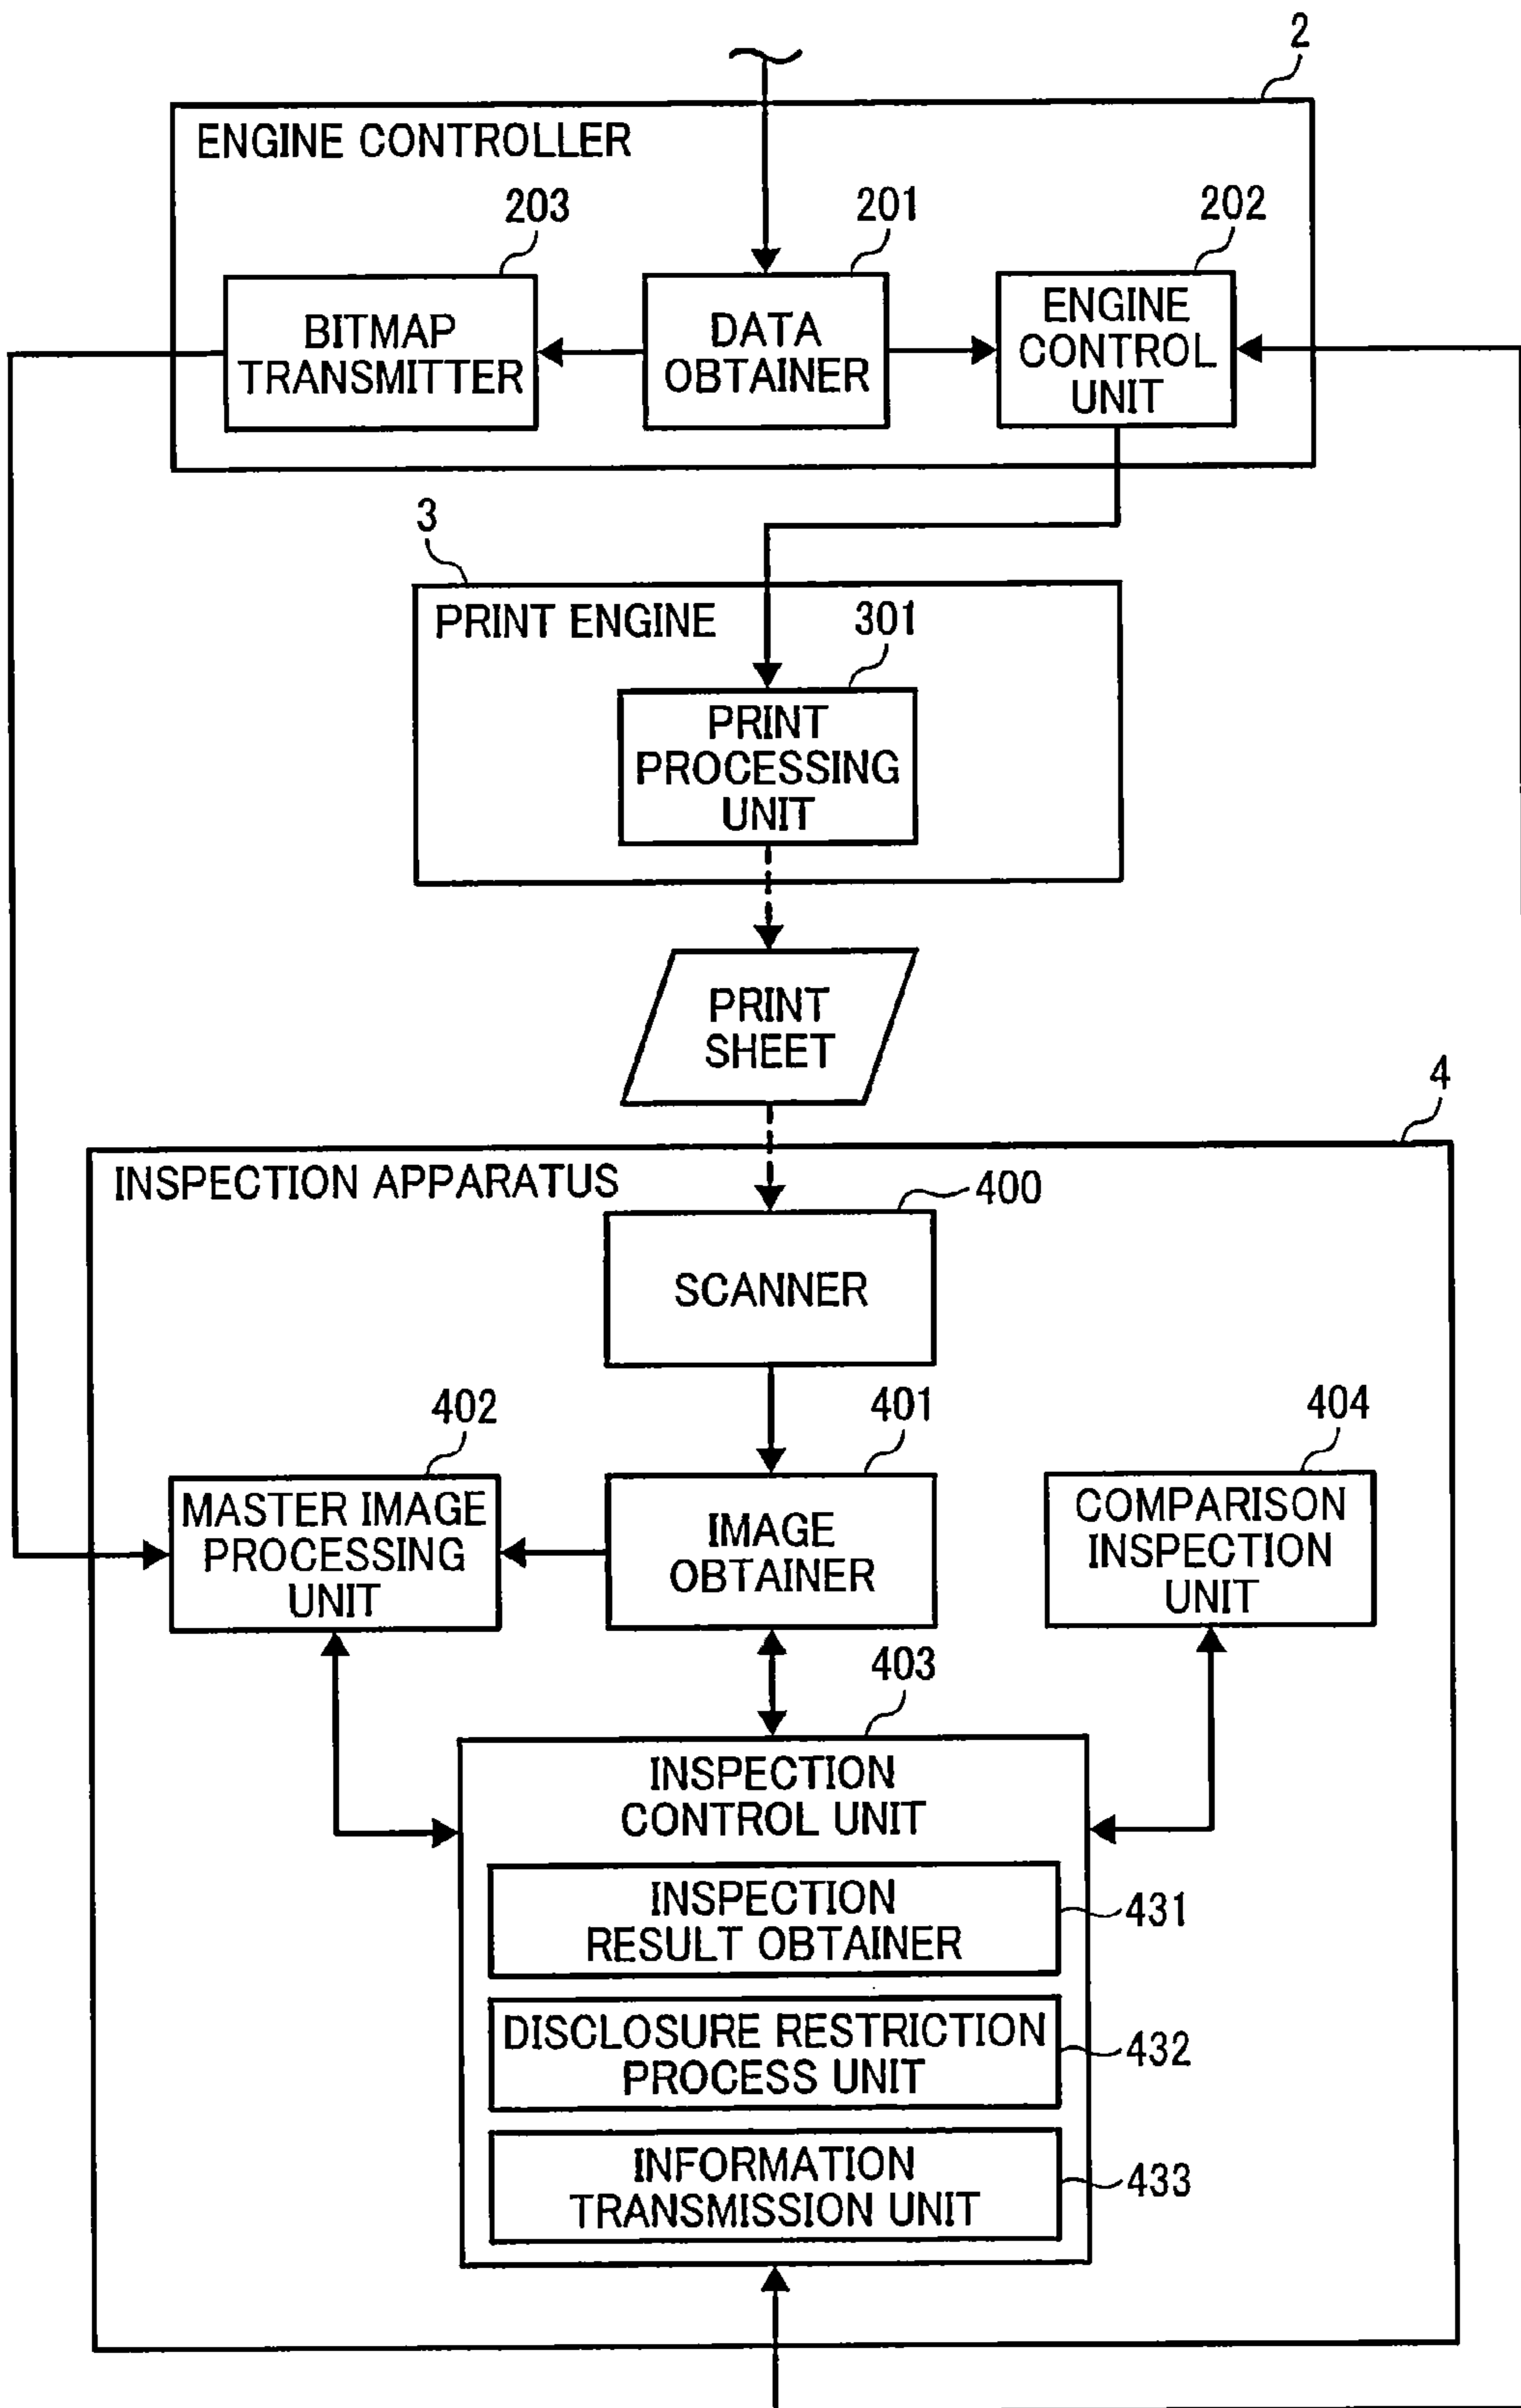 2
ENGINE CONTROLLER
203
201
202
BITMAP
TRANSMITTER
DATA
OBTAINER
ENGINE
CONTROL
UNIT
3
PRINT ENGINE
301
PRINT
PROCESSING
UNIT
PRINT
SHEET
4
INSPECTION APPARATUS
400
SCANNER
402
401
404
MASTER IMAGE
PROCESSING
UNIT
IMAGE
OBTAINER
COMPARISON
INSPECTION
UNIT
403
INSPECTION
CONTROL UNIT
INSPECTION
RESULT OBTAINER
431
DISCLOSURE RESTRICTION
PROCESS UNIT
432
INFORMATION
TRANSMISSION UNIT
433